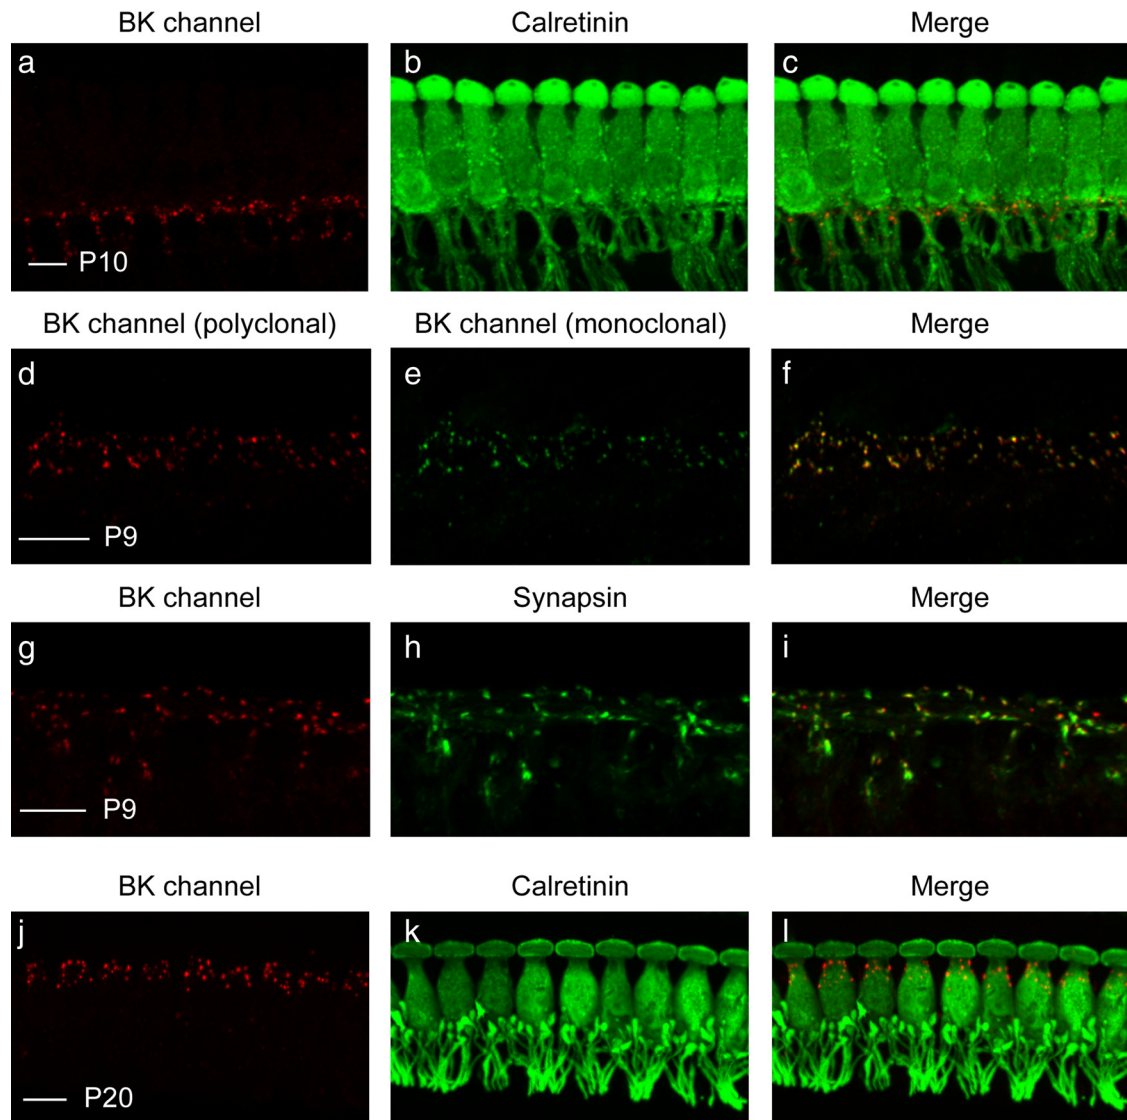 BK channel Calretinin Merge
a b c
P10
BK channel (polyclonal) BK channel (monoclonal) Merge
d e f
P9
BK channel Synapsin Merge
g h i
P9
BK channel Calretinin Merge
j k l
P20